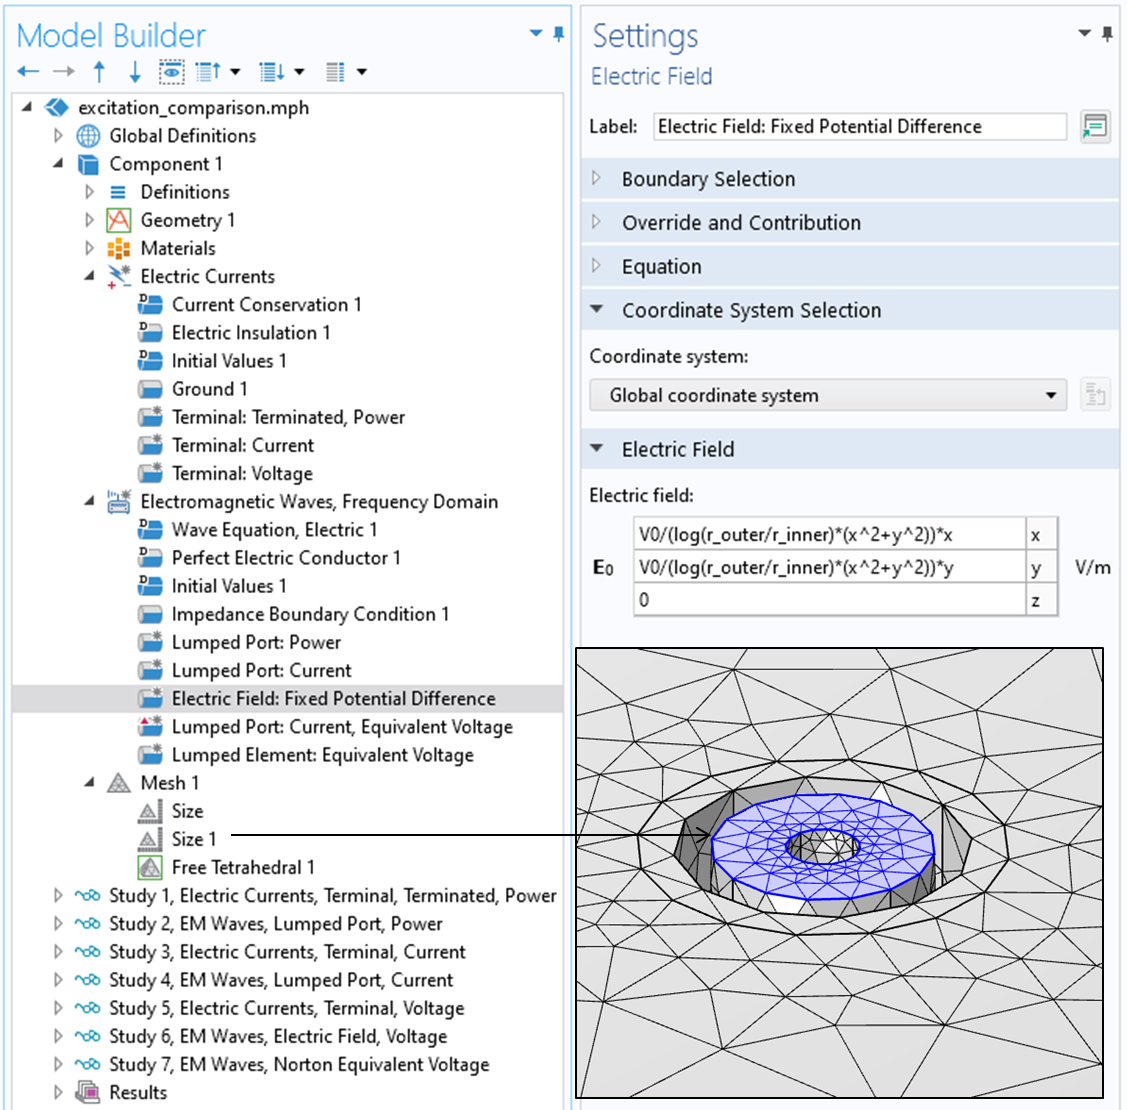 Model Builder
excitation_comparison.mph
Global Definitions
Component 1
Definitions
Geometry 1
Materials
Electric Currents
Current Conservation 1
Electric Insulation 1
Initial Values 1
Ground 1
Terminal: Terminated, Power
Terminal: Current
Terminal: Voltage
Electromagnetic Waves, Frequency Domain
Wave Equation, Electric 1
Perfect Electric Conductor 1
Initial Values 1
Impedance Boundary Condition 1
Lumped Port: Power
Lumped Port: Current
Electric Field: Fixed Potential Difference
Lumped Port: Current, Equivalent Voltage
Lumped Element: Equivalent Voltage
Mesh 1
Size
Size 1
Free Tetrahedral 1
Study 1, Electric Currents, Terminal, Terminated, Power
Study 2, EM Waves, Lumped Port, Power
Study 3, Electric Currents, Terminal, Current
Study 4, EM Waves, Lumped Port, Current
Study 5, Electric Currents, Terminal, Voltage
Study 6, EM Waves, Electric Field, Voltage
Study 7, EM Waves, Norton Equivalent Voltage
Results
Settings
Electric Field
Label: Electric Field: Fixed Potential Difference
Boundary Selection
Override and Contribution
Equation
Coordinate System Selection
Coordinate system:
Global coordinate system
Electric Field
Electric field:
V0/(log(r_outer/r_inner)*(x^2+y^2))*x x
E0 V0/(log(r_outer/r_inner)*(x^2+y^2))*y y V/m
0 z